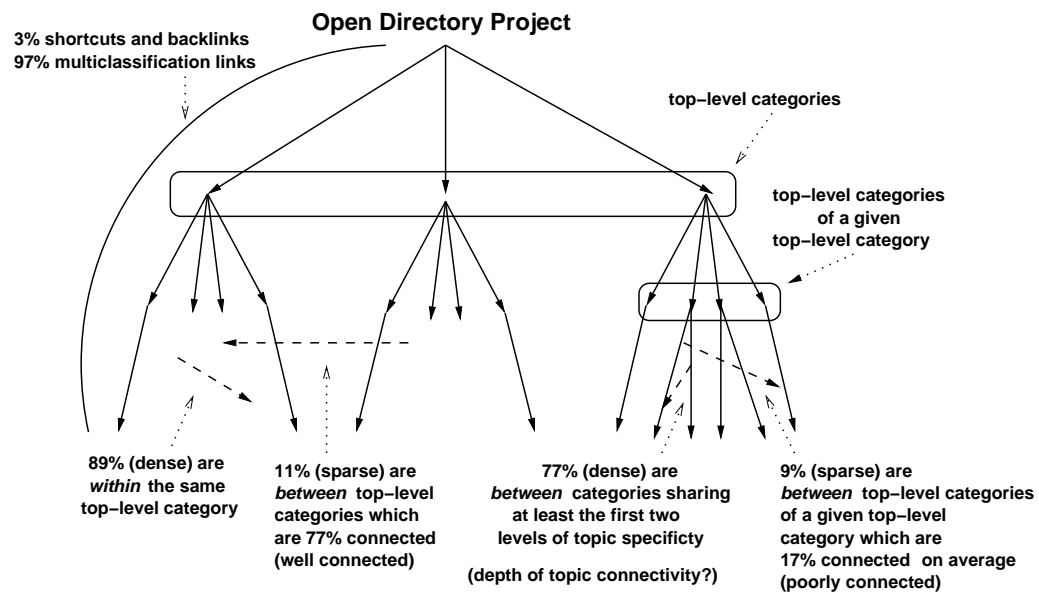 Open Directory Project
3% shortcuts and backlinks
97% multiclassification links
top−level categories
top−level categories
of a given
top−level category
89% (dense) are
within the same
top−level category
11% (sparse) are
between top−level
categories which
are 77% connected
(well connected)
77% (dense) are
between categories sharing
at least the first two
levels of topic specificty
(depth of topic connectivity?)
9% (sparse) are
between top−level categories
of a given top−level
category which are
17% connected on average
(poorly connected)